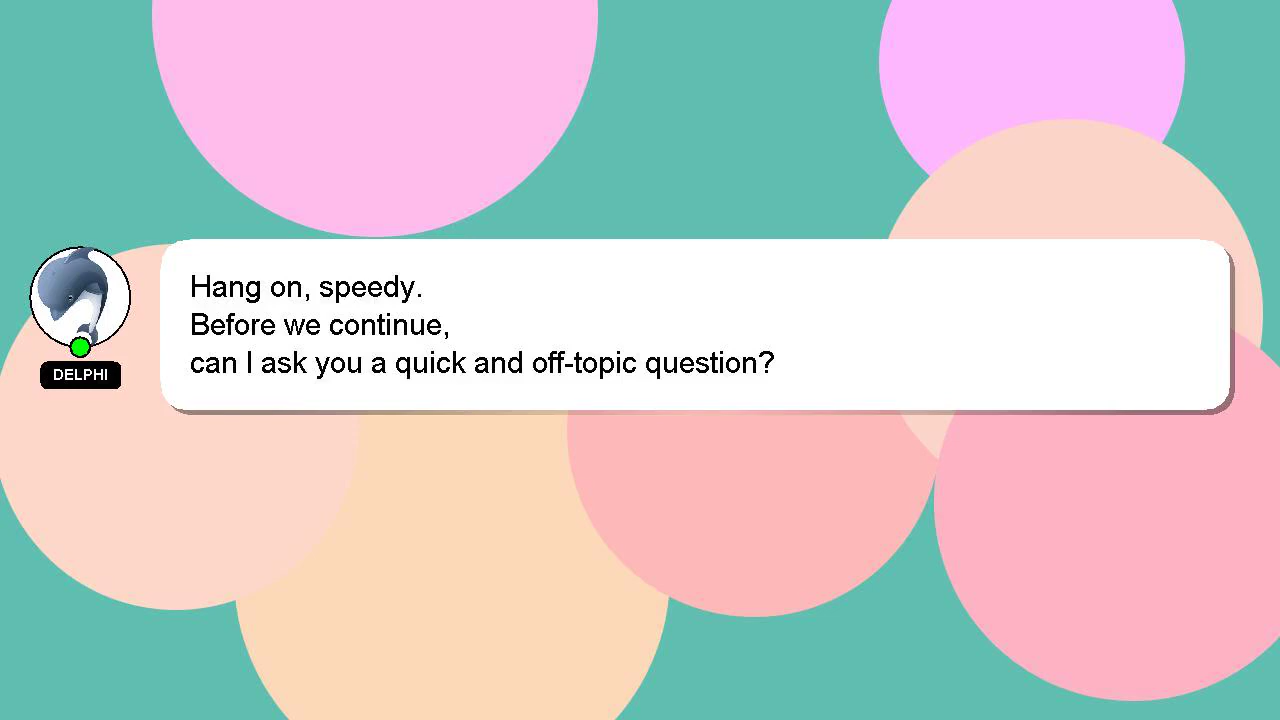 Hang on, speedy.
Before we continue,
can I ask you a quick and off-topic question?
DELPHI